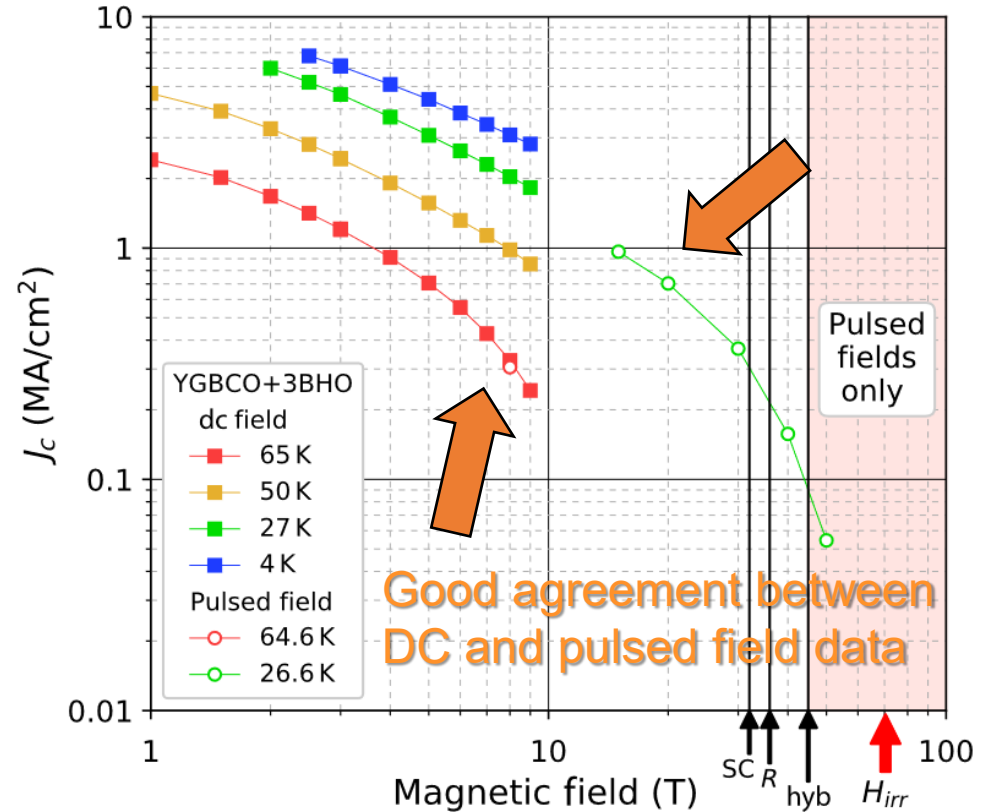 10
1
0.1
0.01
J_c (MA/cm²)
YGBCO+3BHO
dc field
65 K
50 K
27 K
4 K
Pulsed field
64.6 K
26.6 K
Pulsed
fields
only
Good agreement between
DC and pulsed field data
1
10
100
SC
R
hyb
H_irr
Magnetic field (T)